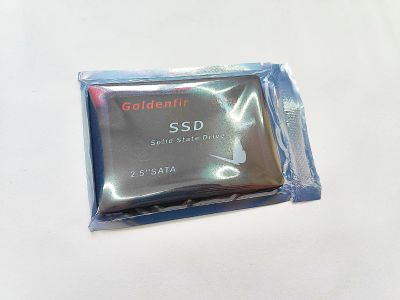 Goldenfir
SSD
Solid State Drive
2.5"SATA